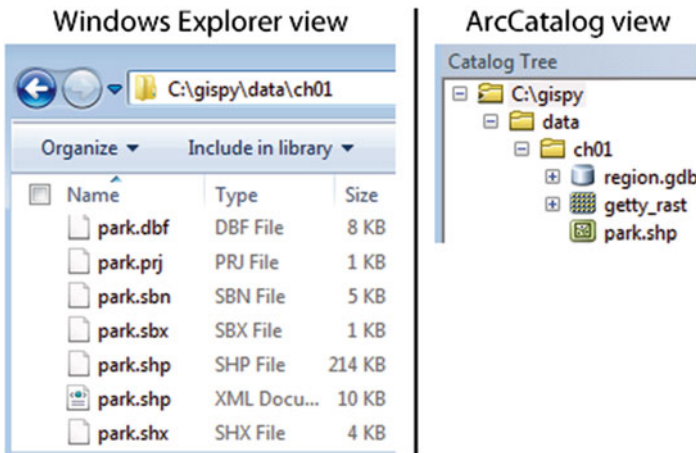 Windows Explorer view
C:\gispy\data\ch01
Organize
Include in library
Name Type Size
park.dbf DBF File 8 KB
park.prj PRJ File 1 KB
park.sbn SBN File 5 KB
park.sbx SBX File 1 KB
park.shp SHP File 214 KB
park.shp XML Docu... 10 KB
park.shx SHX File 4 KB
ArcCatalog view
Catalog Tree
C:\gispy
data
ch01
region.gdb
getty_rast
park.shp